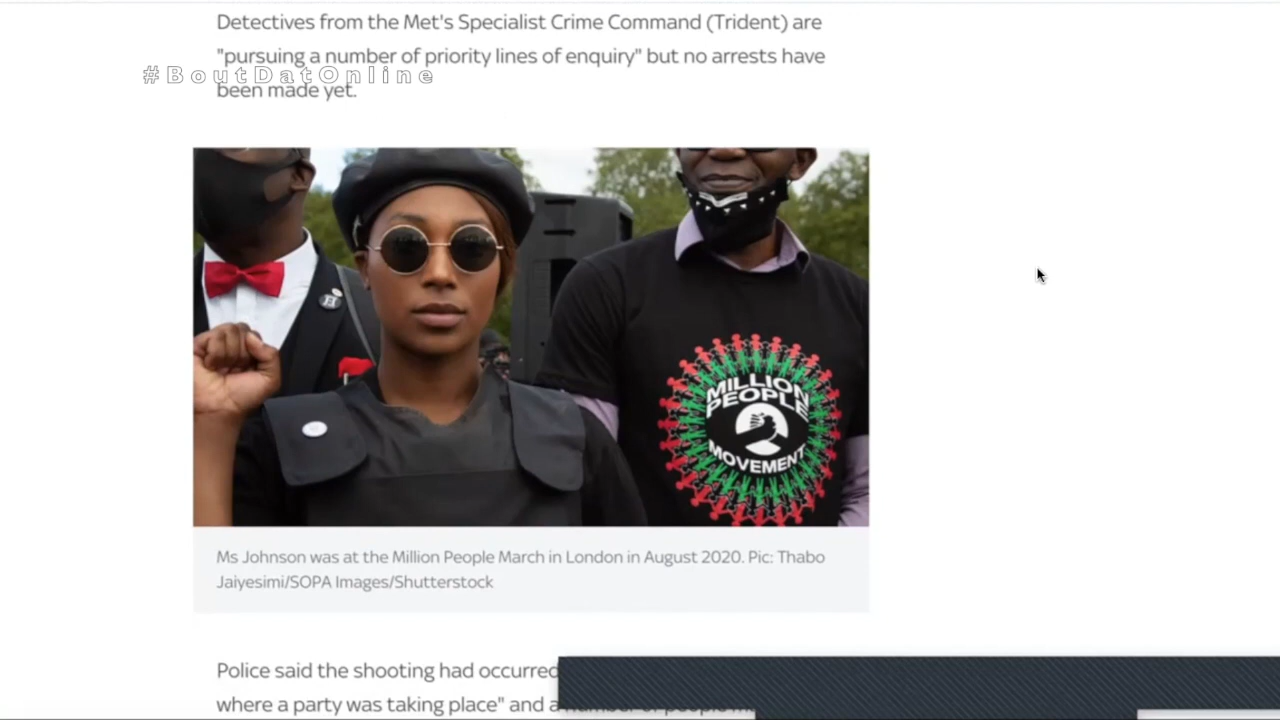 Detectives from the Met's Specialist Crime Command (Trident) are
"pursuing a number of priority lines of enquiry" but no arrests have
#BoutDatOnline
been made yet.
MILLION
PEOPLE
MOVEMENT
Ms Johnson was at the Million People March in London in August 2020. Pic: Thabo
Jaiyesimi/SOPA Images/Shutterstock
Police said the shooting had occurred
where a party was taking place" and a number of people